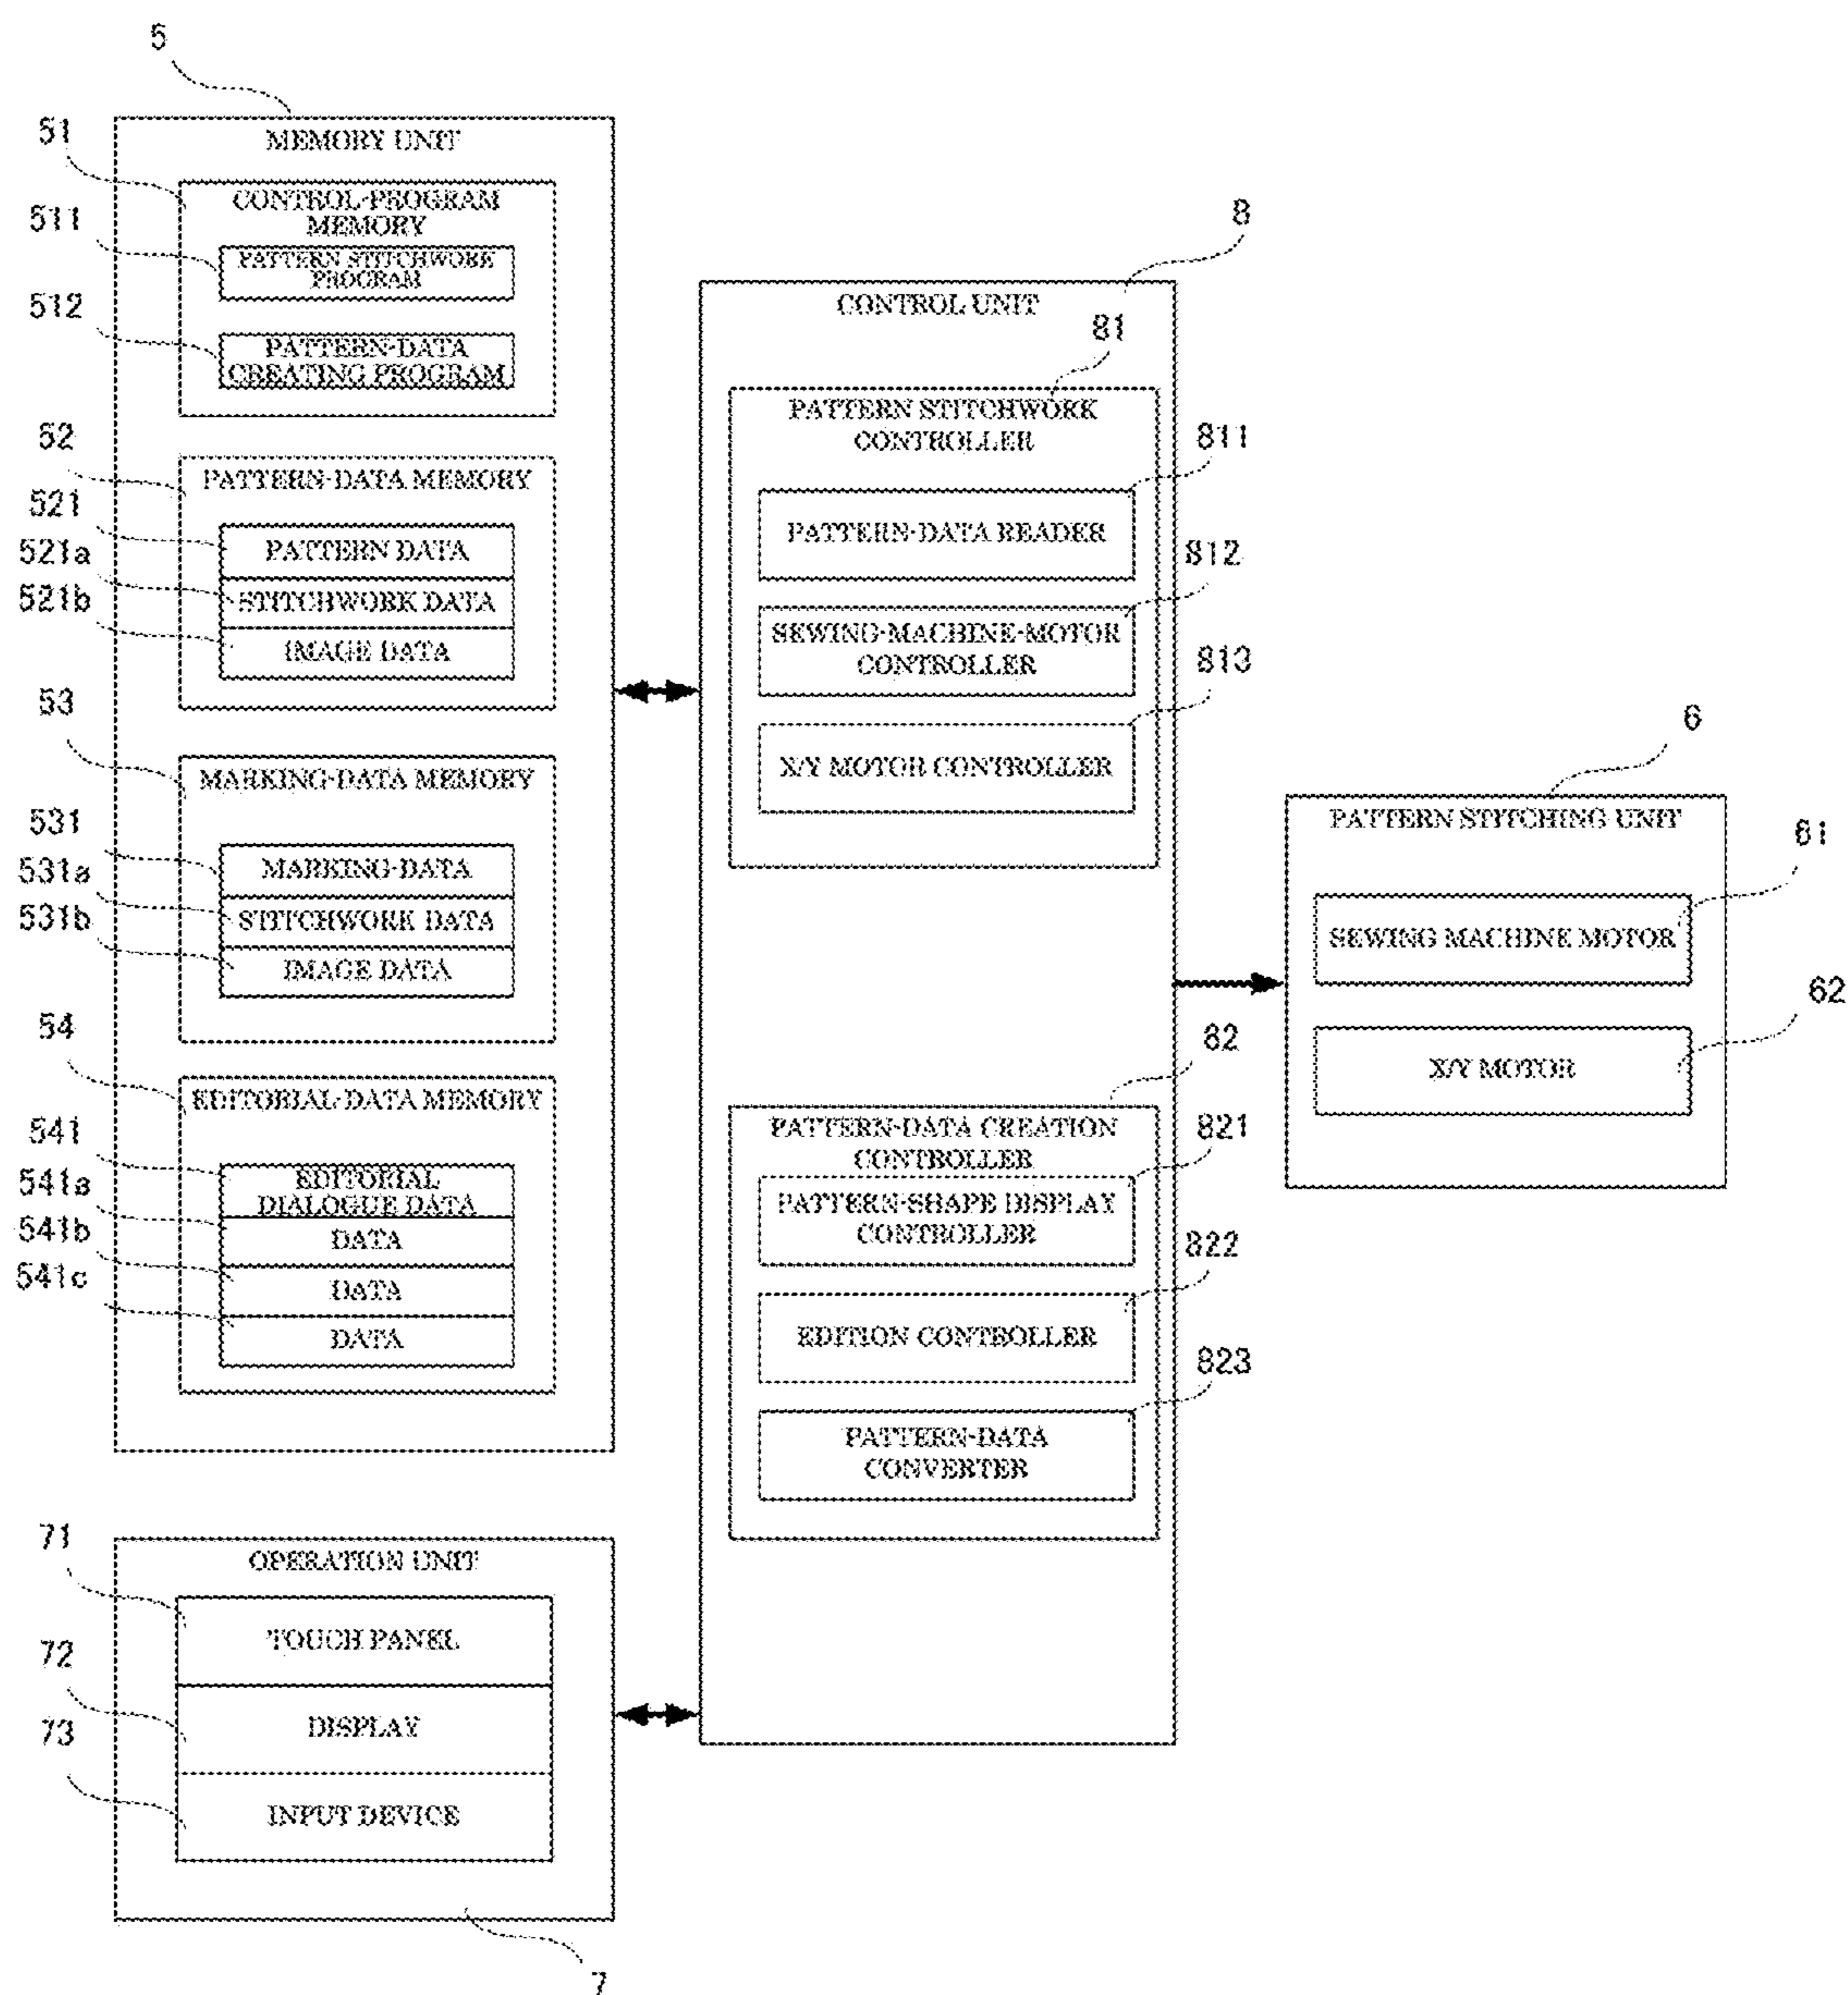 5
MEMORY UNIT
51
CONTROL-PROGRAM
MEMORY
511
PATTERN STITCHWORK
PROGRAM
512
PATTERN-DATA
CREATING PROGRAM
52
PATTERN-DATA MEMORY
521
PATTERN DATA
521a
STITCHWORK DATA
521b
IMAGE DATA
53
MARKING-DATA MEMORY
531
MARKING-DATA
531a
STITCHWORK DATA
531b
IMAGE DATA
54
EDITORIAL-DATA MEMORY
541
EDITORIAL
DIALOGUE DATA
541a
DATA
541b
DATA
541c
DATA
OPERATION UNIT
71
TOUCH PANEL
72
DISPLAY
73
INPUT DEVICE
7
8
CONTROL UNIT
81
PATTERN STITCHWORK
CONTROLLER
811
PATTERN-DATA READER
812
SEWING-MACHINE-MOTOR
CONTROLLER
813
X/Y MOTOR CONTROLLER
82
PATTERN-DATA CREATION
CONTROLLER
821
PATTERN-SHAPE DISPLAY
CONTROLLER
822
EDITION CONTROLLER
823
PATTERN-DATA
CONVERTER
6
PATTERN STITCHING UNIT
61
SEWING MACHINE MOTOR
62
X/Y MOTOR